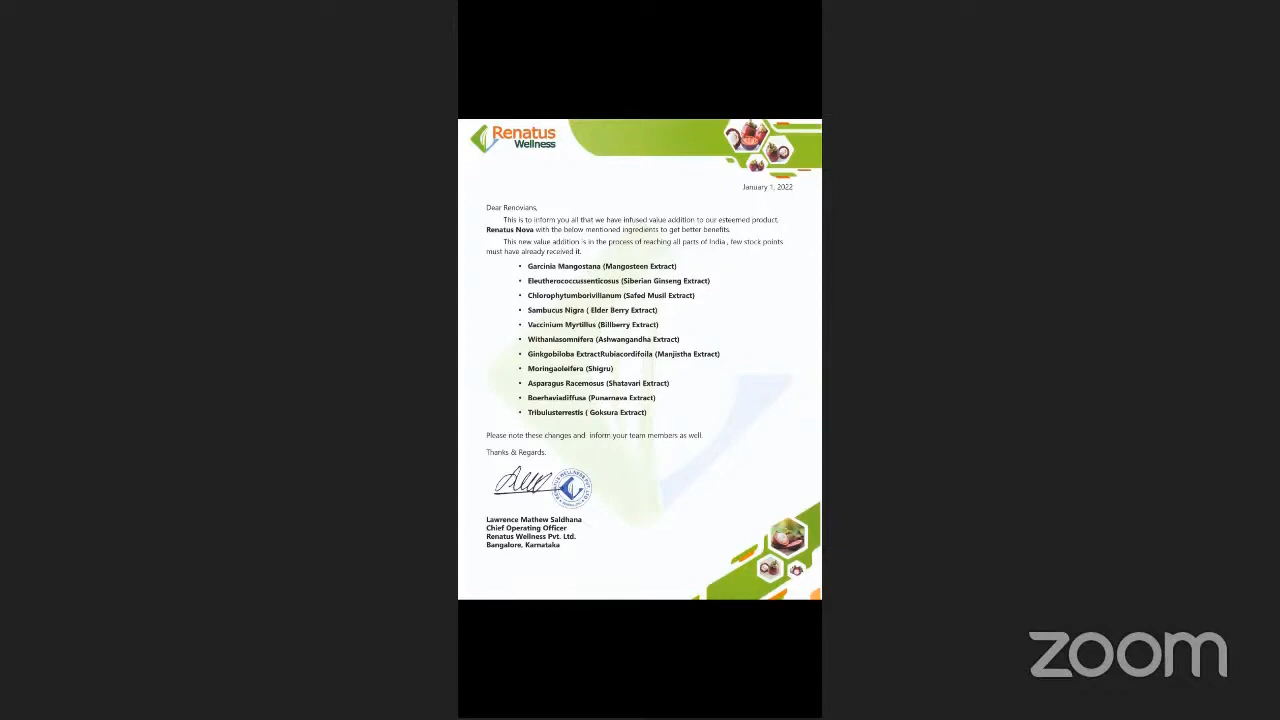 Renatus
Wellness
January 1, 2022
Dear Renovians,
This is to inform you all that we have infused value addition to our esteemed product,
Renatus Nova with the below mentioned ingredients to get better benefits.
This new value addition is in the process of reaching all parts of India , few stock points
must have already received it.
• Garcinia Mangostana (Mangosteen Extract)
• Eleutherococcussenticosus (Siberian Ginseng Extract)
• Chlorophytumborivilianum (Safed Musil Extract)
• Sambucus Nigra ( Elder Berry Extract)
• Vaccinium Myrtillus (Billberry Extract)
• Withaniasomnifera (Ashwangandha Extract)
• Ginkgobiloba ExtractRubiacordifoila (Manjistha Extract)
• Moringaoleifera (Shigru)
• Asparagus Racemosus (Shatavari Extract)
• Boerhaviadiffusa (Punarnava Extract)
• Tribulusterrestis ( Goksura Extract)
Please note these changes and inform your team members as well.
Thanks & Regards.
Lawrence Mathew Saldhana
Chief Operating Officer
Renatus Wellness Pvt. Ltd.
Bangalore, Karnataka
zoom